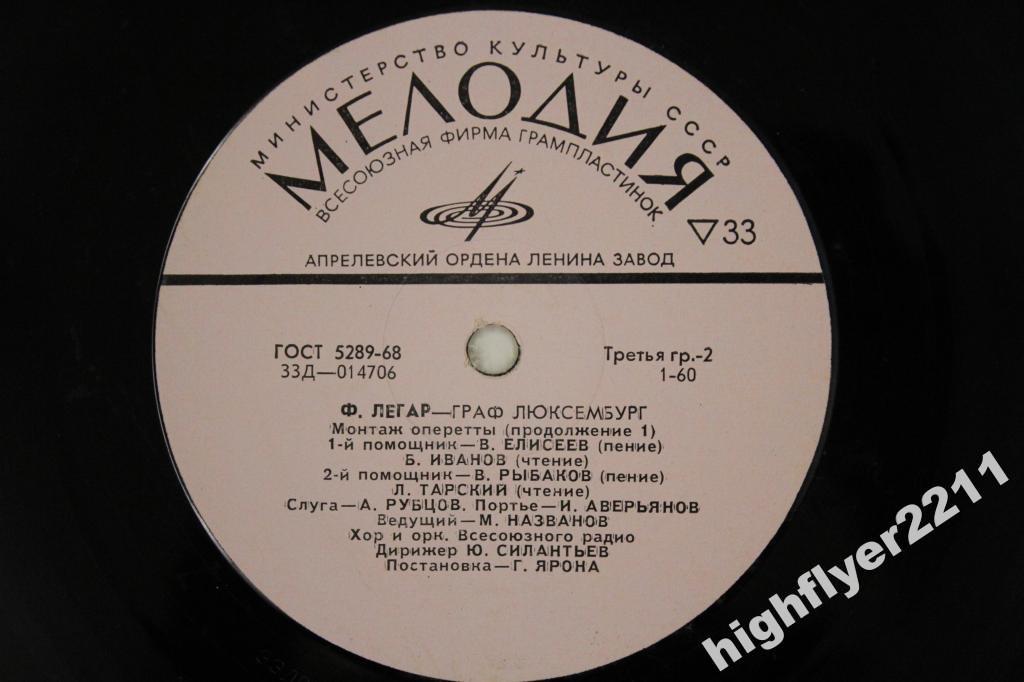 МИНИСТЕРСТВО КУЛЬТУРЫ СССР
МЕЛОДИЯ
ВСЕСОЮЗНАЯ ФИРМА ГРАМПЛАСТИНОК
33
АПРЕЛЕВСКИЙ ОРДЕНА ЛЕНИНА ЗАВОД
ГОСТ 5289-68
33Д—014706
Третья гр.-2
1-60
Ф. ЛЕГАР—ГРАФ ЛЮКСЕМБУРГ
Монтаж оперетты (продолжение 1)
1-й помощник—В. ЕЛИСЕЕВ (пение)
Б. ИВАНОВ (чтение)
2-й помощник—В. РЫБАКОВ (пение)
Л. ТАРСКИЙ (чтение)
Слуга—А. РУБЦОВ. Портье—И. АВЕРЬЯНОВ
Ведущий—М. НАЗВАНОВ
Хор и орк. Всесоюзного радио
Дирижер Ю. СИЛАНТЬЕВ
Постановка—Г. ЯРОНА
highflyer2211